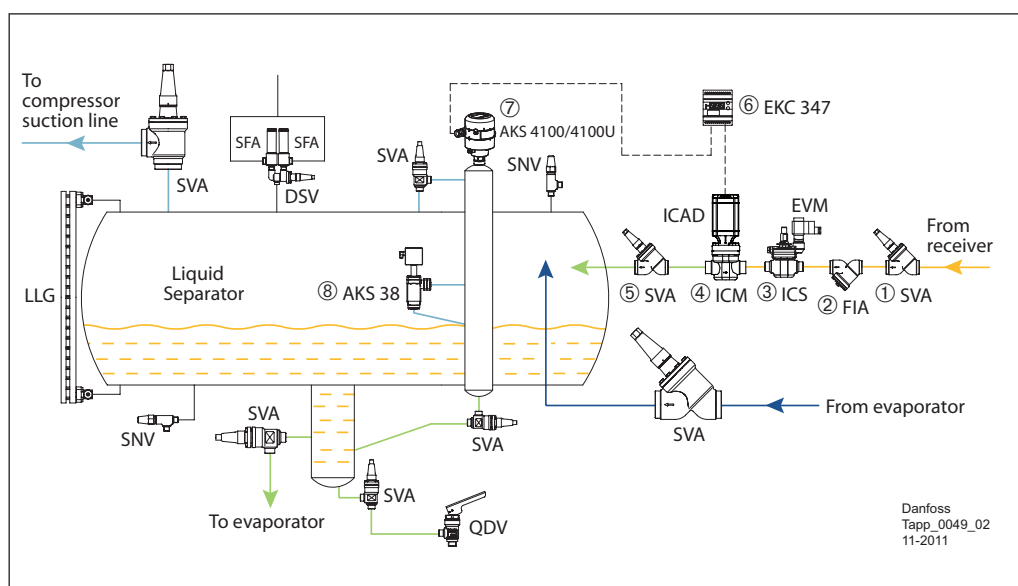 To
compressor
suction line
SVA
SFA
SFA
DSV
SVA
⑦
AKS 4100/4100U
SNV
⑥ EKC 347
ICAD
EVM
From
receiver
⑤ SVA
④ ICM
③ ICS
② FIA
① SVA
LLG
Liquid
Separator
⑧ AKS 38
SVA
From evaporator
SNV
SVA
To evaporator
SVA
SVA
QDV
Danfoss
Tapp_0049_02
11-2011